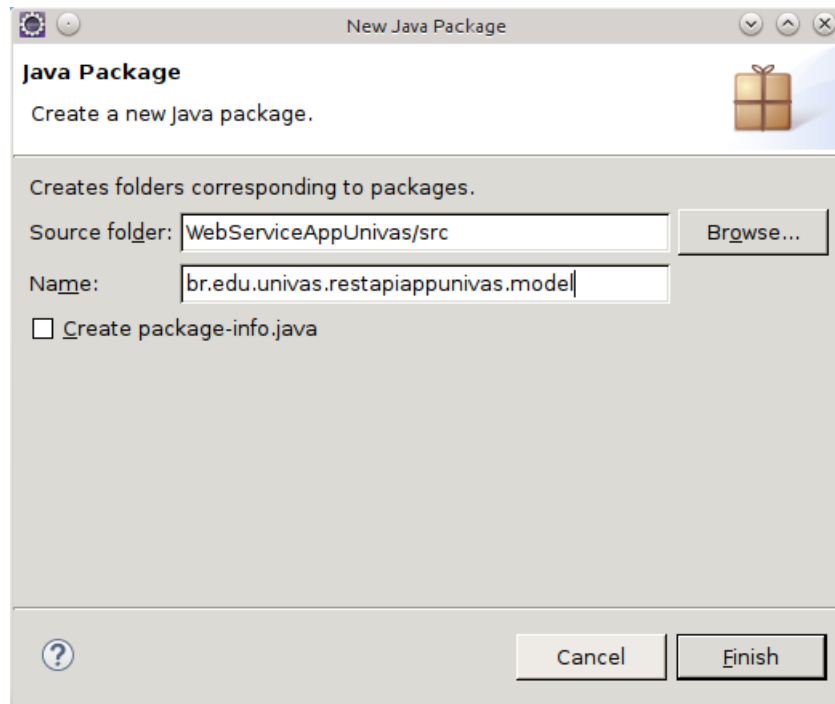 New Java Package
Java Package
Create a new Java package.
Creates folders corresponding to packages.
Source folder: WebServiceAppUnivas/src Browse...
Name: br.edu.univas.restapiappunivas.model
Create package-info.java
? Cancel Finish